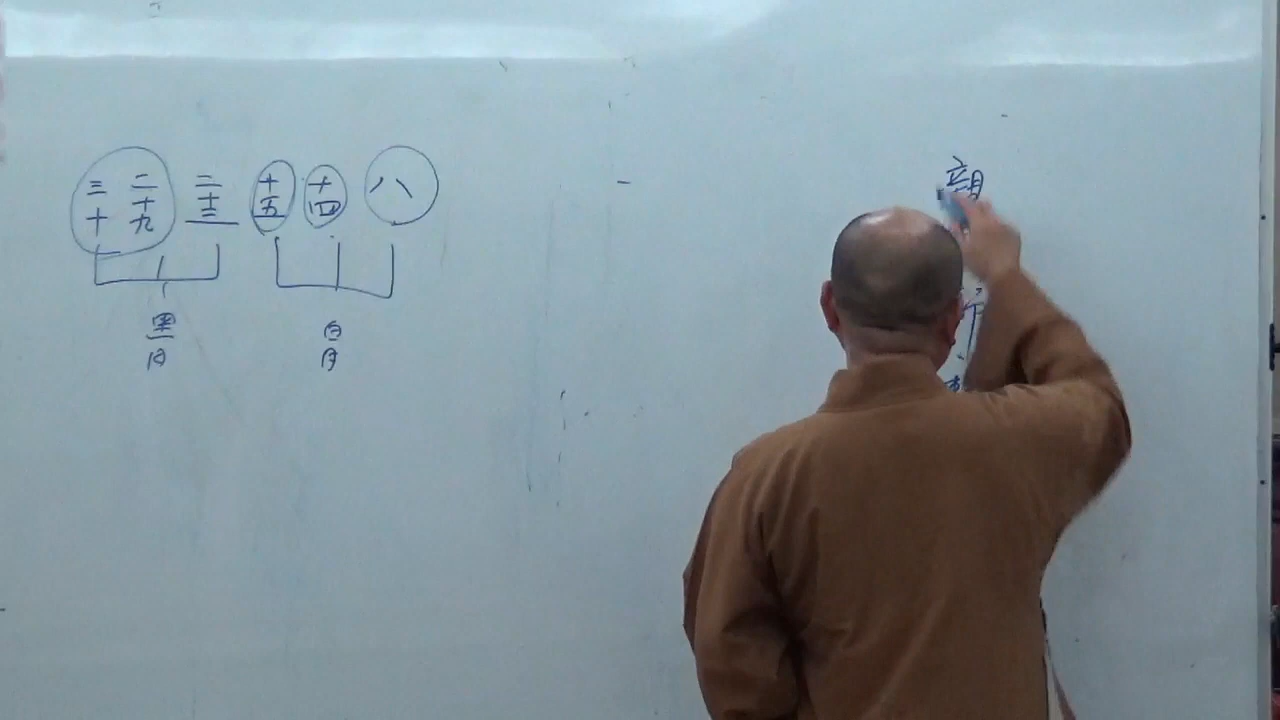 八
十四
十五
二十三
二十九
三十
白月
黑月